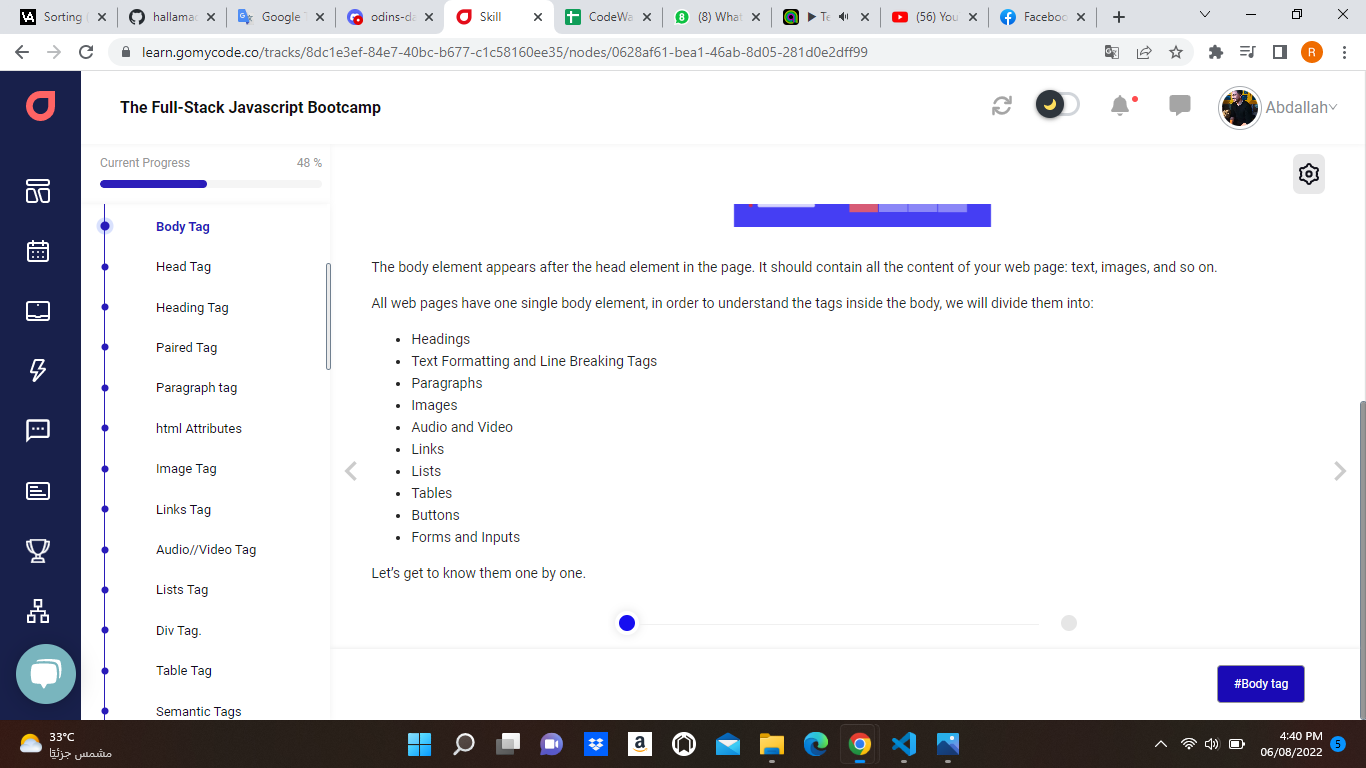 Sorting
hallamad
Google T
odins-da
Skill
CodeWa
(8) What
Te
(56) You
Faceboo
learn.gomycode.co/tracks/8dc1e3ef-84e7-40bc-b677-c1c58160ee35/nodes/0628af61-bea1-46ab-8d05-281d0e2dff99
R
The Full-Stack Javascript Bootcamp
Abdallah
Current Progress 48 %
Body Tag
Head Tag
Heading Tag
Paired Tag
Paragraph tag
html Attributes
Image Tag
Links Tag
Audio//Video Tag
Lists Tag
Div Tag.
Table Tag
Semantic Tags
The body element appears after the head element in the page. It should contain all the content of your web page: text, images, and so on.
All web pages have one single body element, in order to understand the tags inside the body, we will divide them into:
Headings
Text Formatting and Line Breaking Tags
Paragraphs
Images
Audio and Video
Links
Lists
Tables
Buttons
Forms and Inputs
Let's get to know them one by one.
#Body tag
33°C
مشمس جزئيًا
4:40 PM
06/08/2022
5